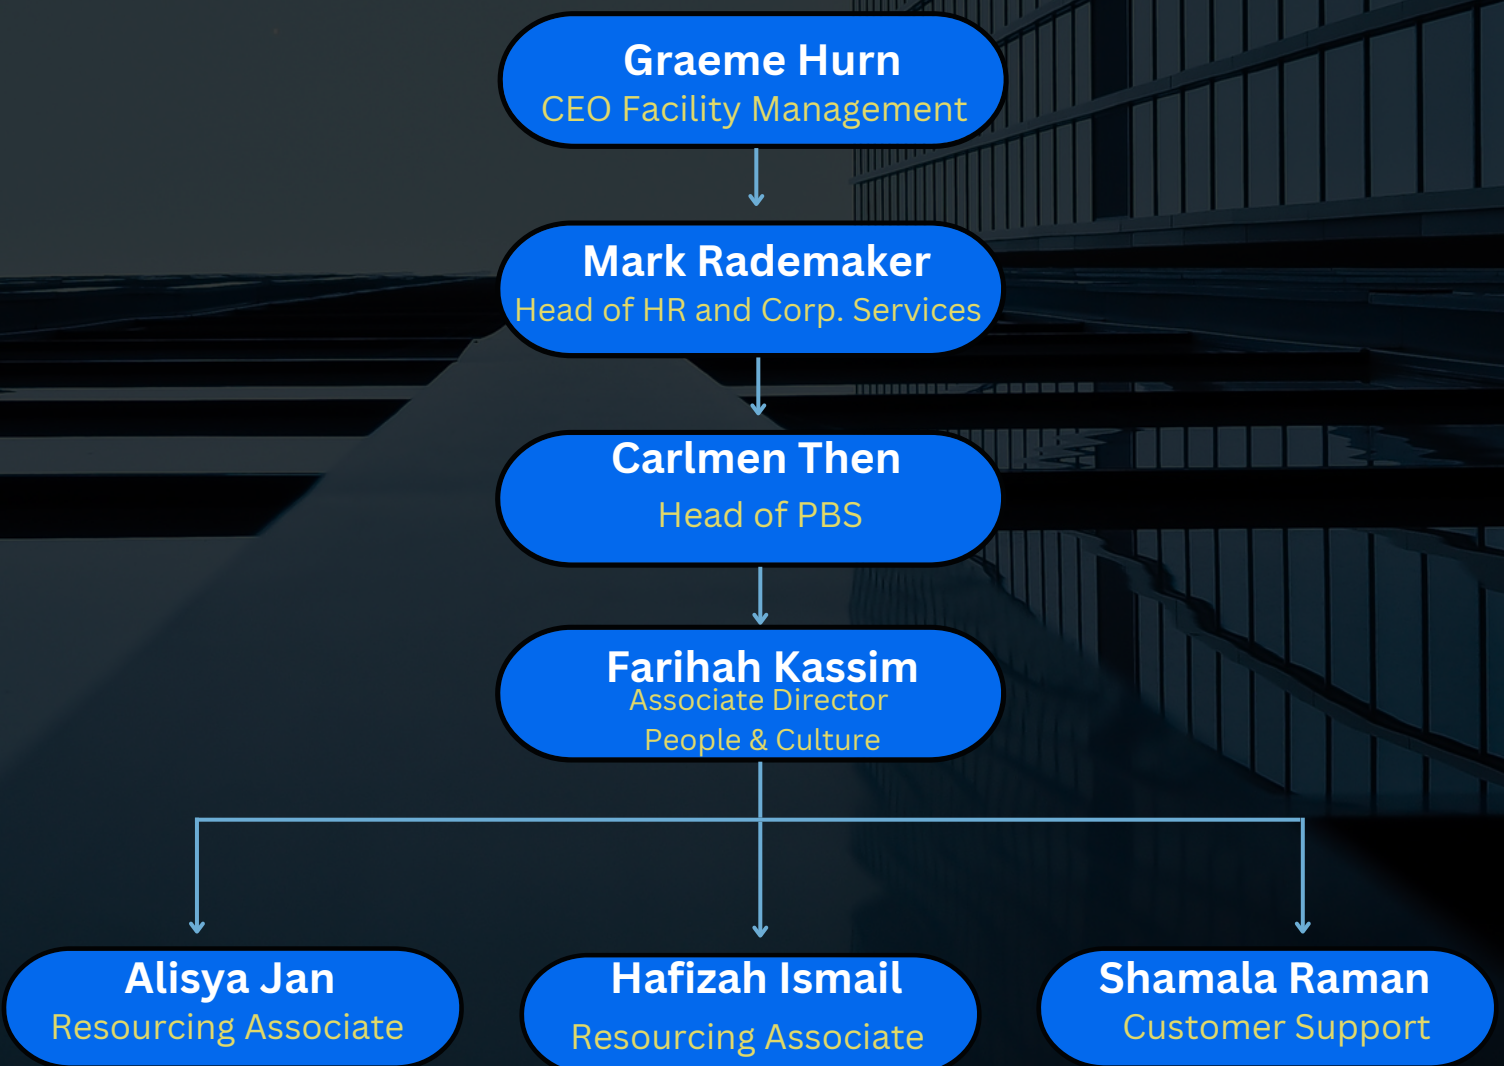 Graeme Hurn
CEO Facility Management
Mark Rademaker
Head of HR and Corp. Services
Carlmen Then
Head of PBS
Farihah Kassim
Associate Director
People & Culture
Alisya Jan
Resourcing Associate
Hafizah Ismail
Resourcing Associate
Shamala Raman
Customer Support